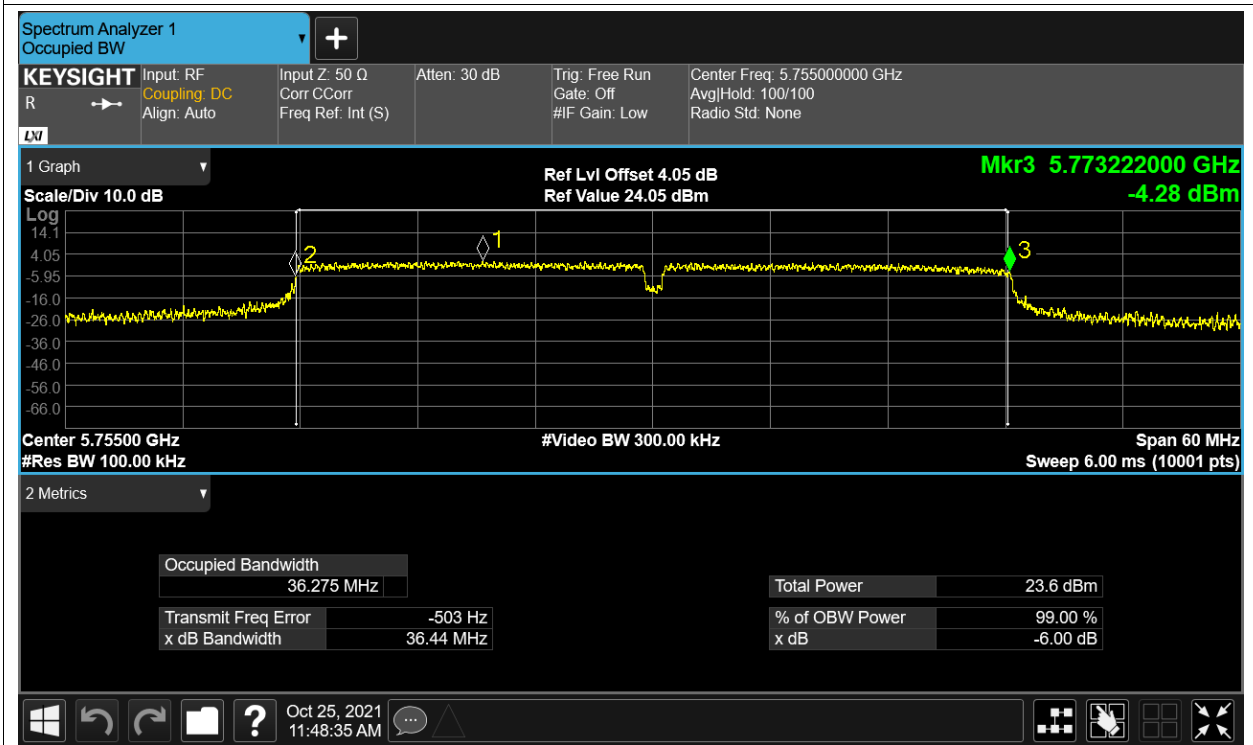 Spectrum Analyzer 1
Occupied BW
KEYSIGHT
R
LXI
Input: RF
Coupling: DC
Align: Auto
Input Z: 50 Ω
Corr CCorr
Freq Ref: Int (S)
Atten: 30 dB
Trig: Free Run
Gate: Off
#IF Gain: Low
Center Freq: 5.755000000 GHz
Avg|Hold: 100/100
Radio Std: None
1 Graph
Scale/Div 10.0 dB
Ref Lvl Offset 4.05 dB
Ref Value 24.05 dBm
Mkr3 5.773222000 GHz
-4.28 dBm
Log
14.1
4.05
-5.95
-16.0
-26.0
-36.0
-46.0
-56.0
-66.0
2
1
3
Center 5.75500 GHz
#Res BW 100.00 kHz
#Video BW 300.00 kHz
Span 60 MHz
Sweep 6.00 ms (10001 pts)
2 Metrics
Occupied Bandwidth
36.275 MHz
Transmit Freq Error -503 Hz
x dB Bandwidth 36.44 MHz
Total Power 23.6 dBm
% of OBW Power 99.00 %
x dB -6.00 dB
?
Oct 25, 2021
11:48:35 AM